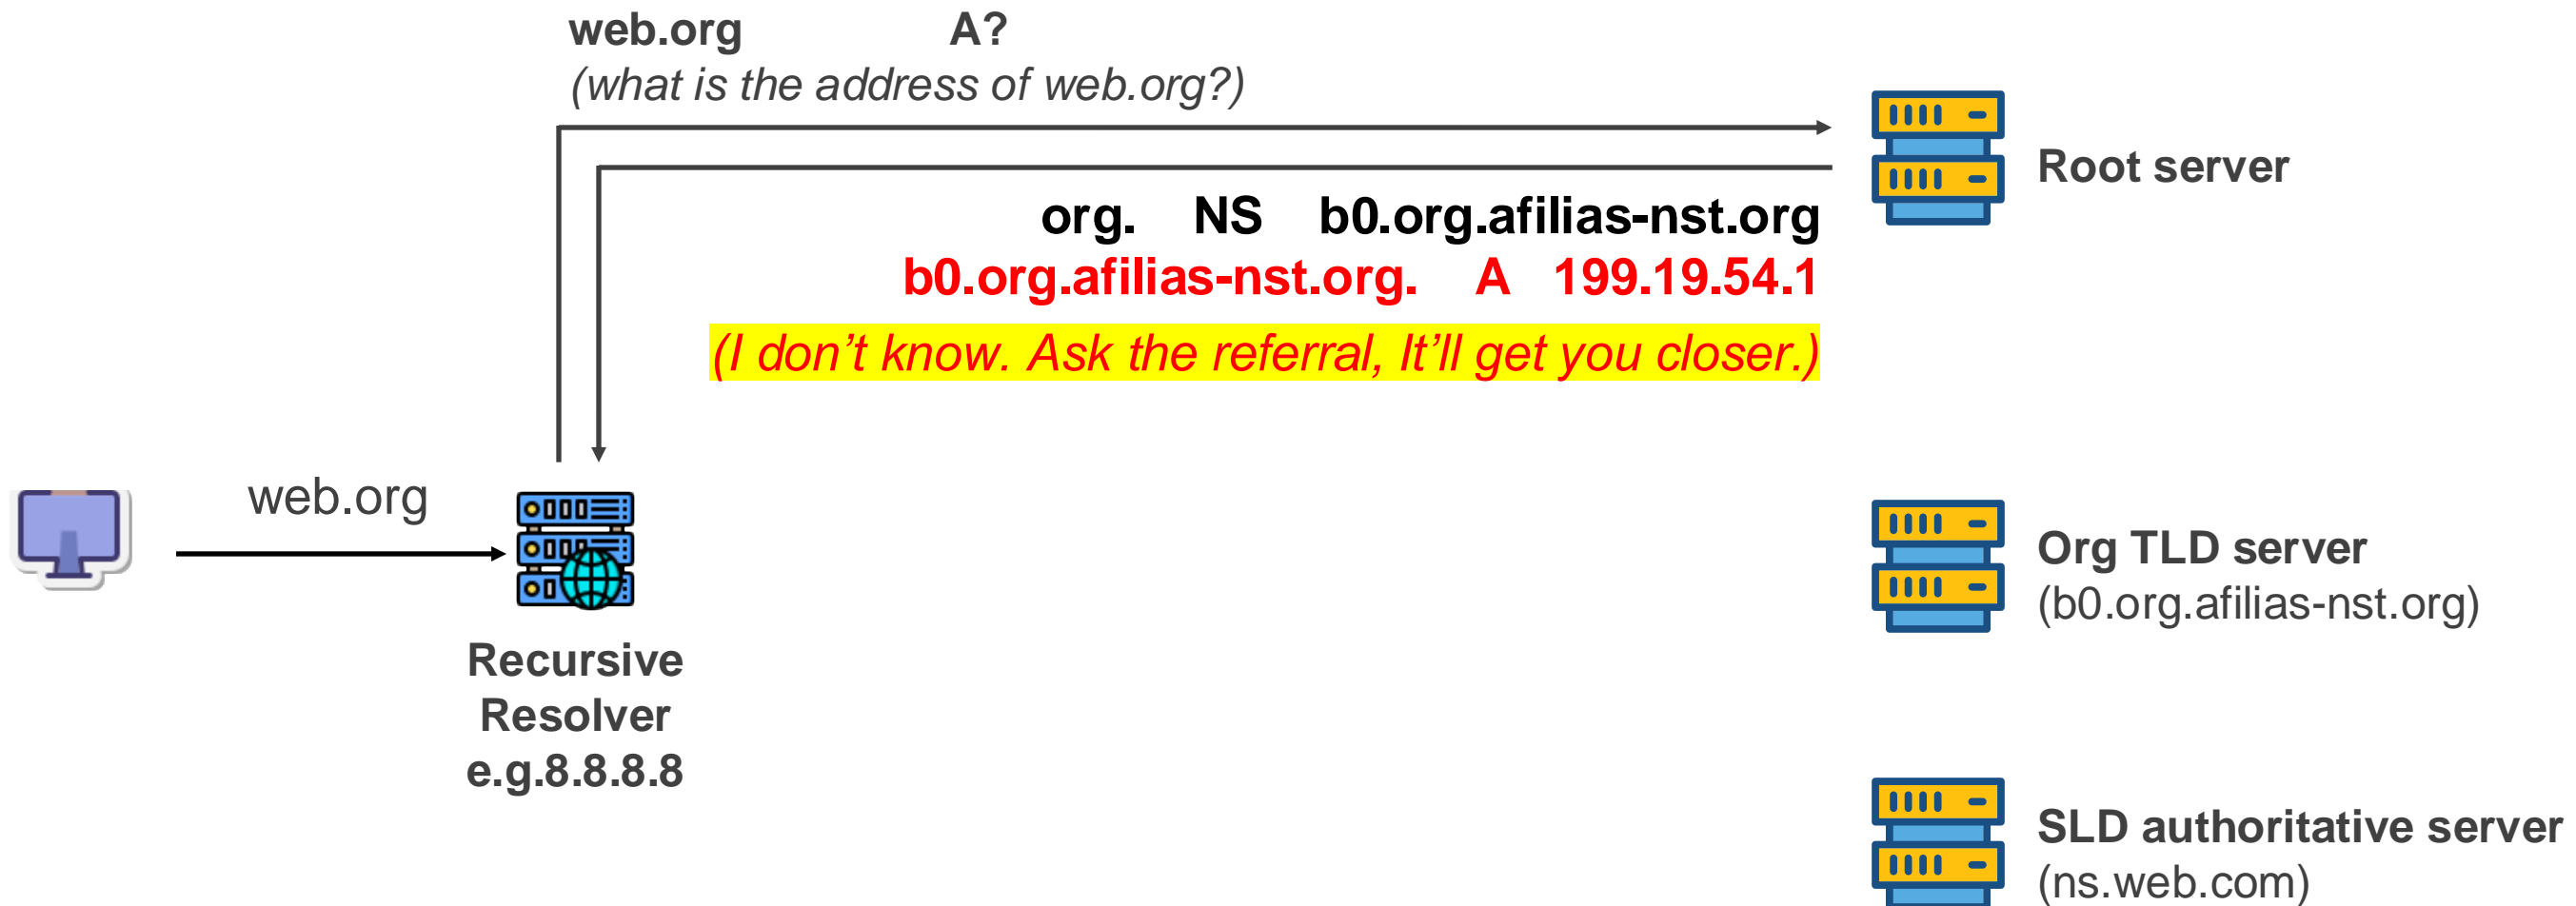 web.org A?
(what is the address of web.org?)
Root server
org. NS b0.org.afilias-nst.org
b0.org.afilias-nst.org. A 199.19.54.1
(I don’t know. Ask the referral, It’ll get you closer.)
web.org
Recursive
Resolver
e.g.8.8.8.8
Org TLD server
(b0.org.afilias-nst.org)
SLD authoritative server
(ns.web.com)